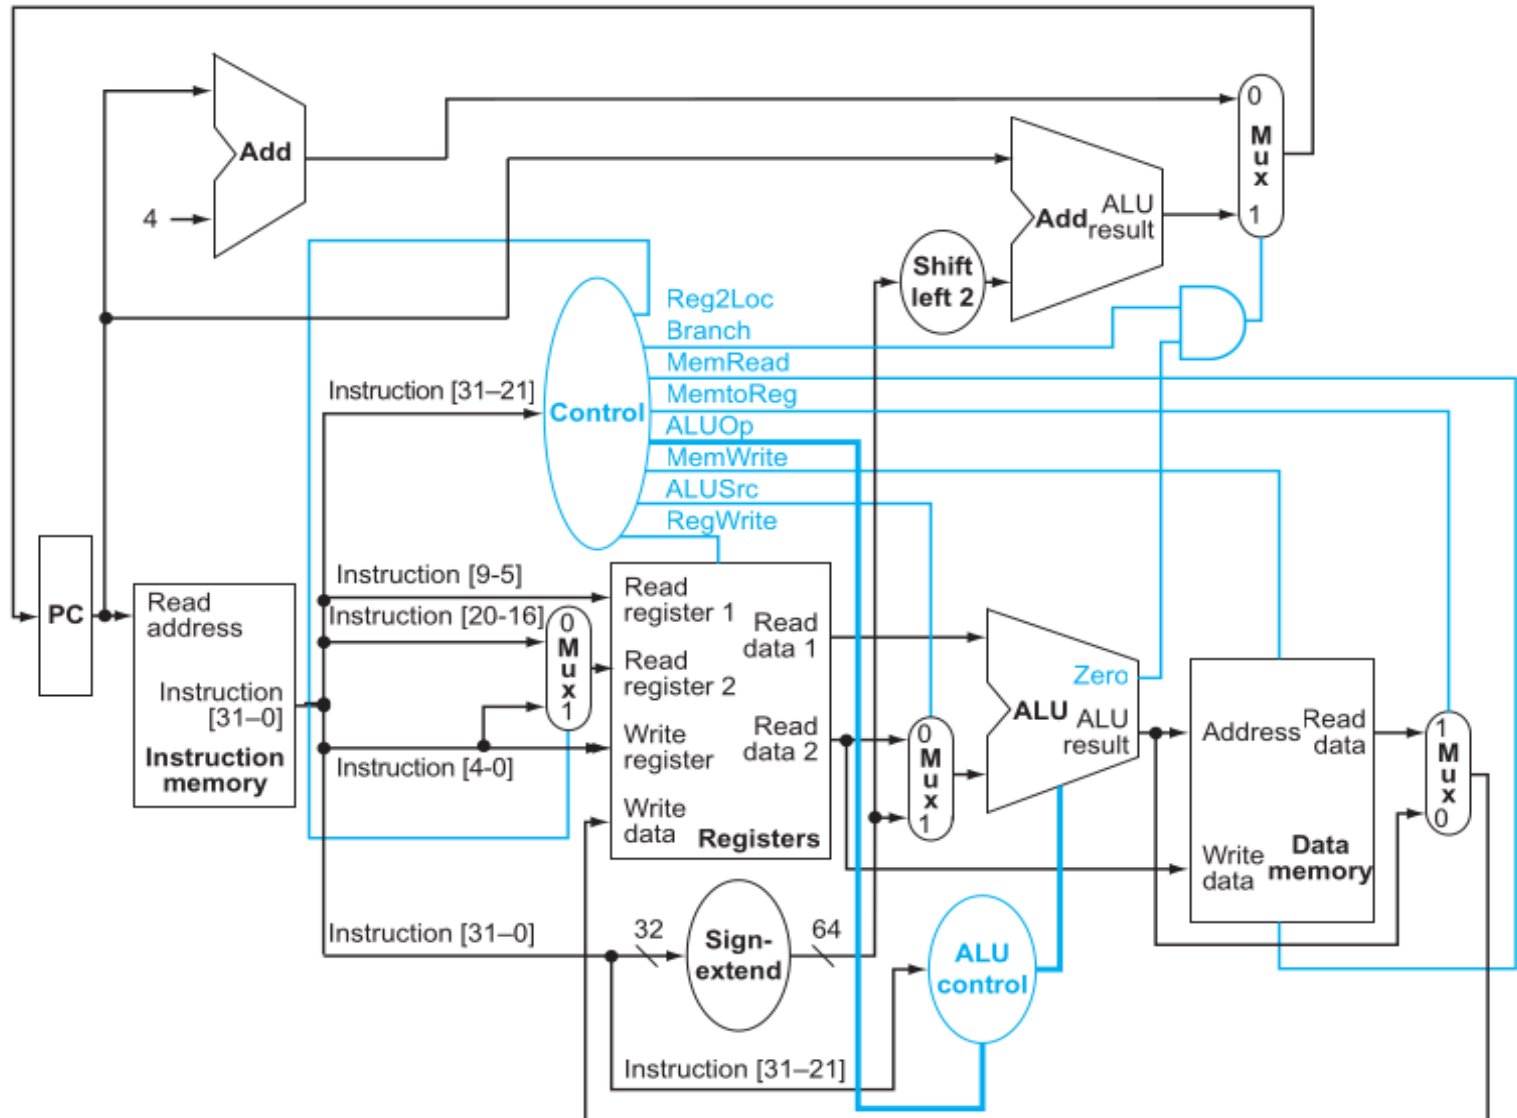 0
Mux
1
Add
4
Add
ALU
result
Shift
left 2
Reg2Loc
Branch
MemRead
MemtoReg
ALUOp
MemWrite
ALUSrc
RegWrite
Instruction [31–21]
Control
PC
Read
address
Instruction
[31–0]
Instruction
memory
Instruction [9-5]
Instruction [20-16]
Instruction [4-0]
0
Mux
1
Read
register 1
Read
register 2
Write
register
Write
data
Read
data 1
Read
data 2
Registers
0
Mux
1
Zero
ALU
ALU
result
Address
Read
data
Write
data
Data
memory
1
Mux
0
Instruction [31–0]
32
Sign-
extend
64
ALU
control
Instruction [31–21]